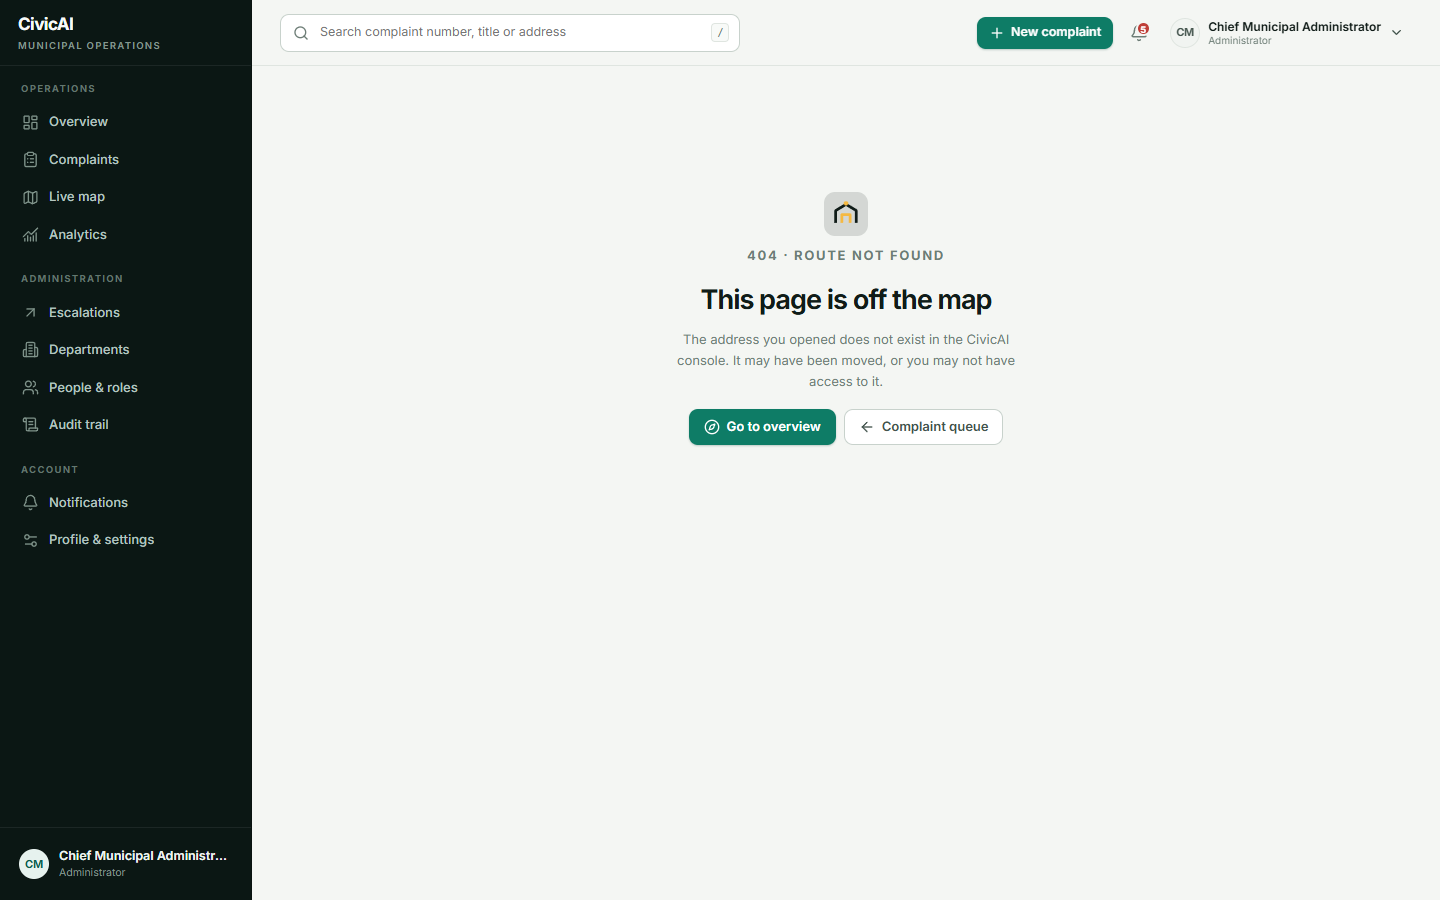 CivicAI
MUNICIPAL OPERATIONS
OPERATIONS
Overview
Complaints
Live map
Analytics
ADMINISTRATION
Escalations
Departments
People & roles
Audit trail
ACCOUNT
Notifications
Profile & settings
CM
Chief Municipal Administr...
Administrator
Search complaint number, title or address
/
New complaint
5
CM
Chief Municipal Administrator
Administrator
404 · ROUTE NOT FOUND
This page is off the map
The address you opened does not exist in the CivicAI
console. It may have been moved, or you may not have
access to it.
Go to overview
Complaint queue